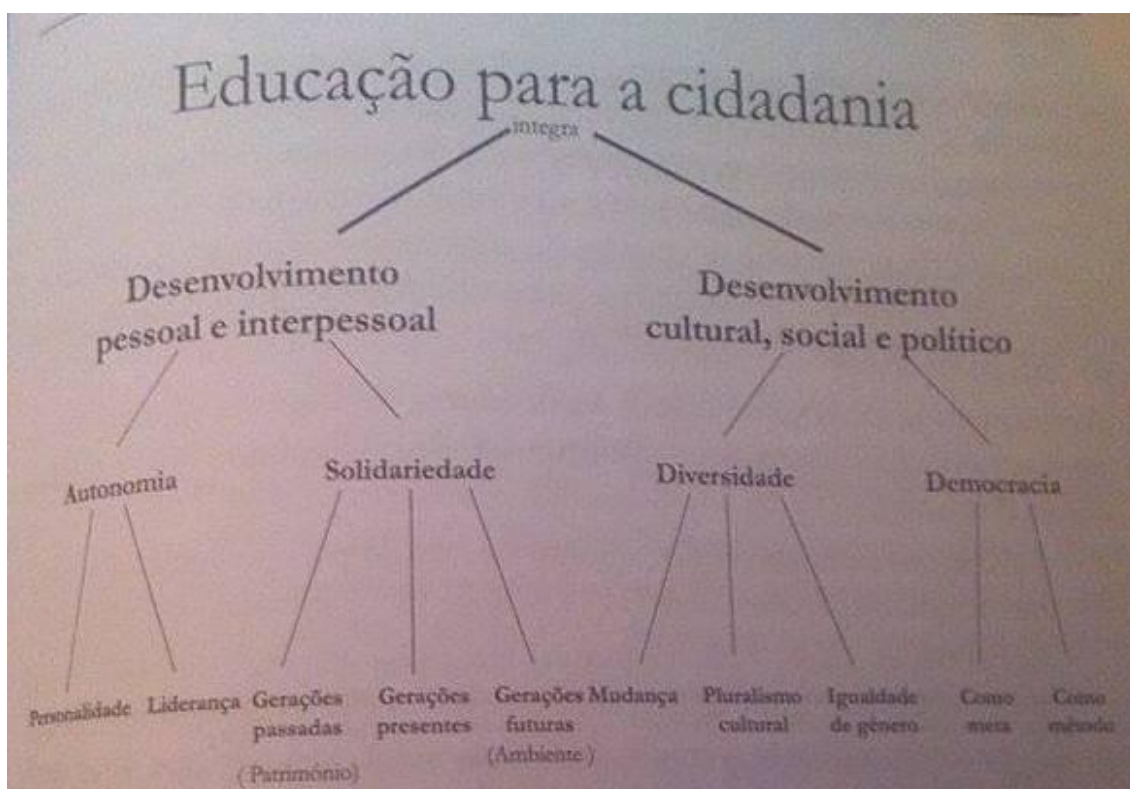 Educação para a cidadania
integra
Desenvolvimento
pessoal e interpessoal
Desenvolvimento
cultural, social e político
Autonomia
Solidariedade
Diversidade
Democracia
Personalidade
Liderança
Gerações
passadas
(Património)
Gerações
presentes
Gerações
futuras
(Ambiente)
Mudança
Pluralismo
cultural
Igualdade
de género
Como
meta
Como
método